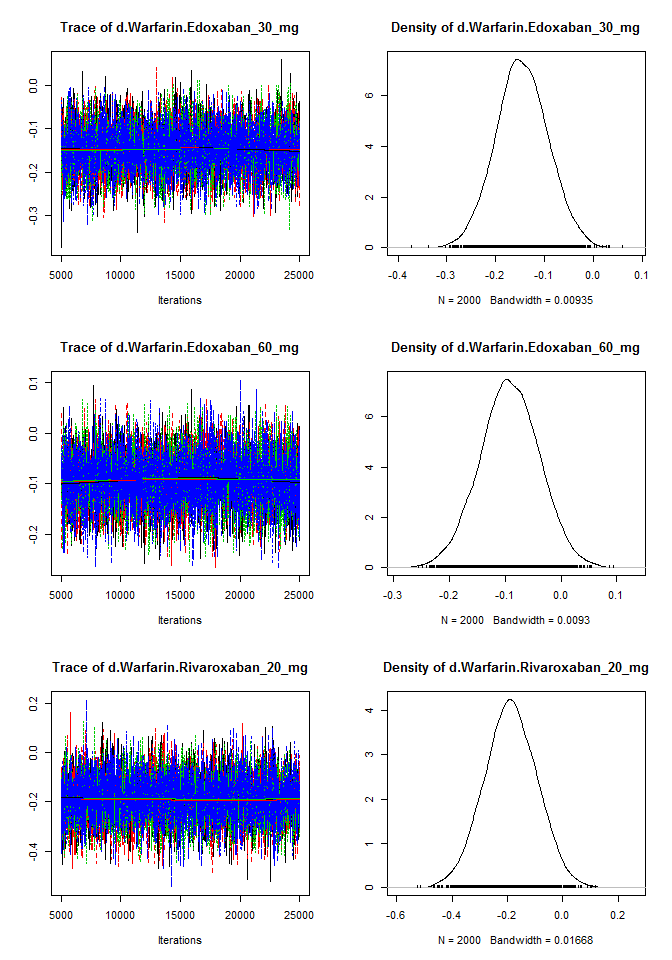 Trace of d.Warfarin.Edoxaban_30_mg
0.0
-0.1
-0.2
-0.3
5000 10000 15000 20000 25000
Iterations
Density of d.Warfarin.Edoxaban_30_mg
6
4
2
0
-0.4 -0.3 -0.2 -0.1 0.0 0.1
N = 2000 Bandwidth = 0.00935
Trace of d.Warfarin.Edoxaban_60_mg
0.1
0.0
-0.1
-0.2
5000 10000 15000 20000 25000
Iterations
Density of d.Warfarin.Edoxaban_60_mg
6
4
2
0
-0.3 -0.2 -0.1 0.0 0.1
N = 2000 Bandwidth = 0.0093
Trace of d.Warfarin.Rivaroxaban_20_mg
0.2
0.0
-0.2
-0.4
5000 10000 15000 20000 25000
Iterations
Density of d.Warfarin.Rivaroxaban_20_mg
4
3
2
1
0
-0.6 -0.4 -0.2 0.0 0.2
N = 2000 Bandwidth = 0.01668